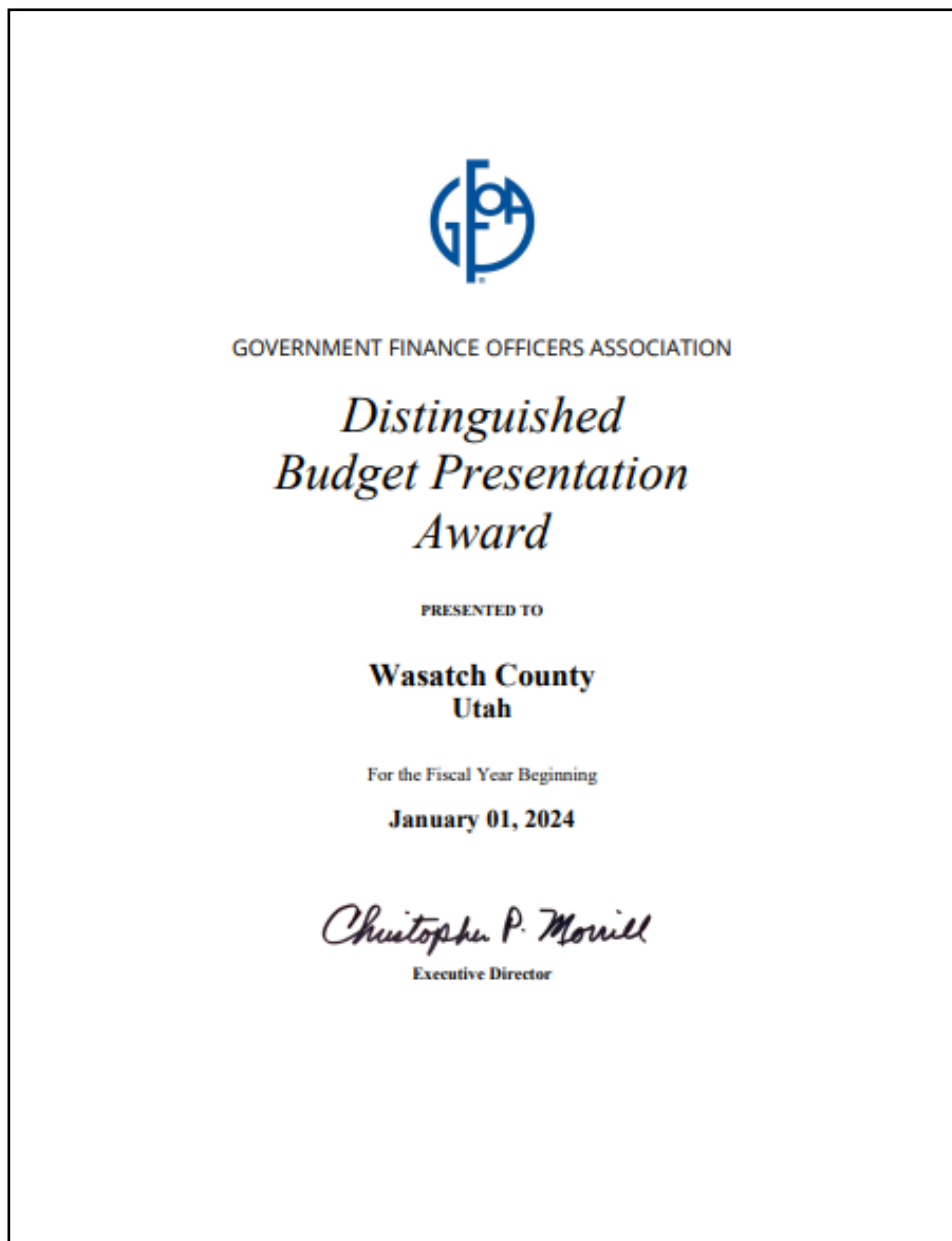 GFOA
GOVERNMENT FINANCE OFFICERS ASSOCIATION
Distinguished
Budget Presentation
Award
PRESENTED TO
Wasatch County
Utah
For the Fiscal Year Beginning
January 01, 2024
Christopher P. Morrill
Executive Director